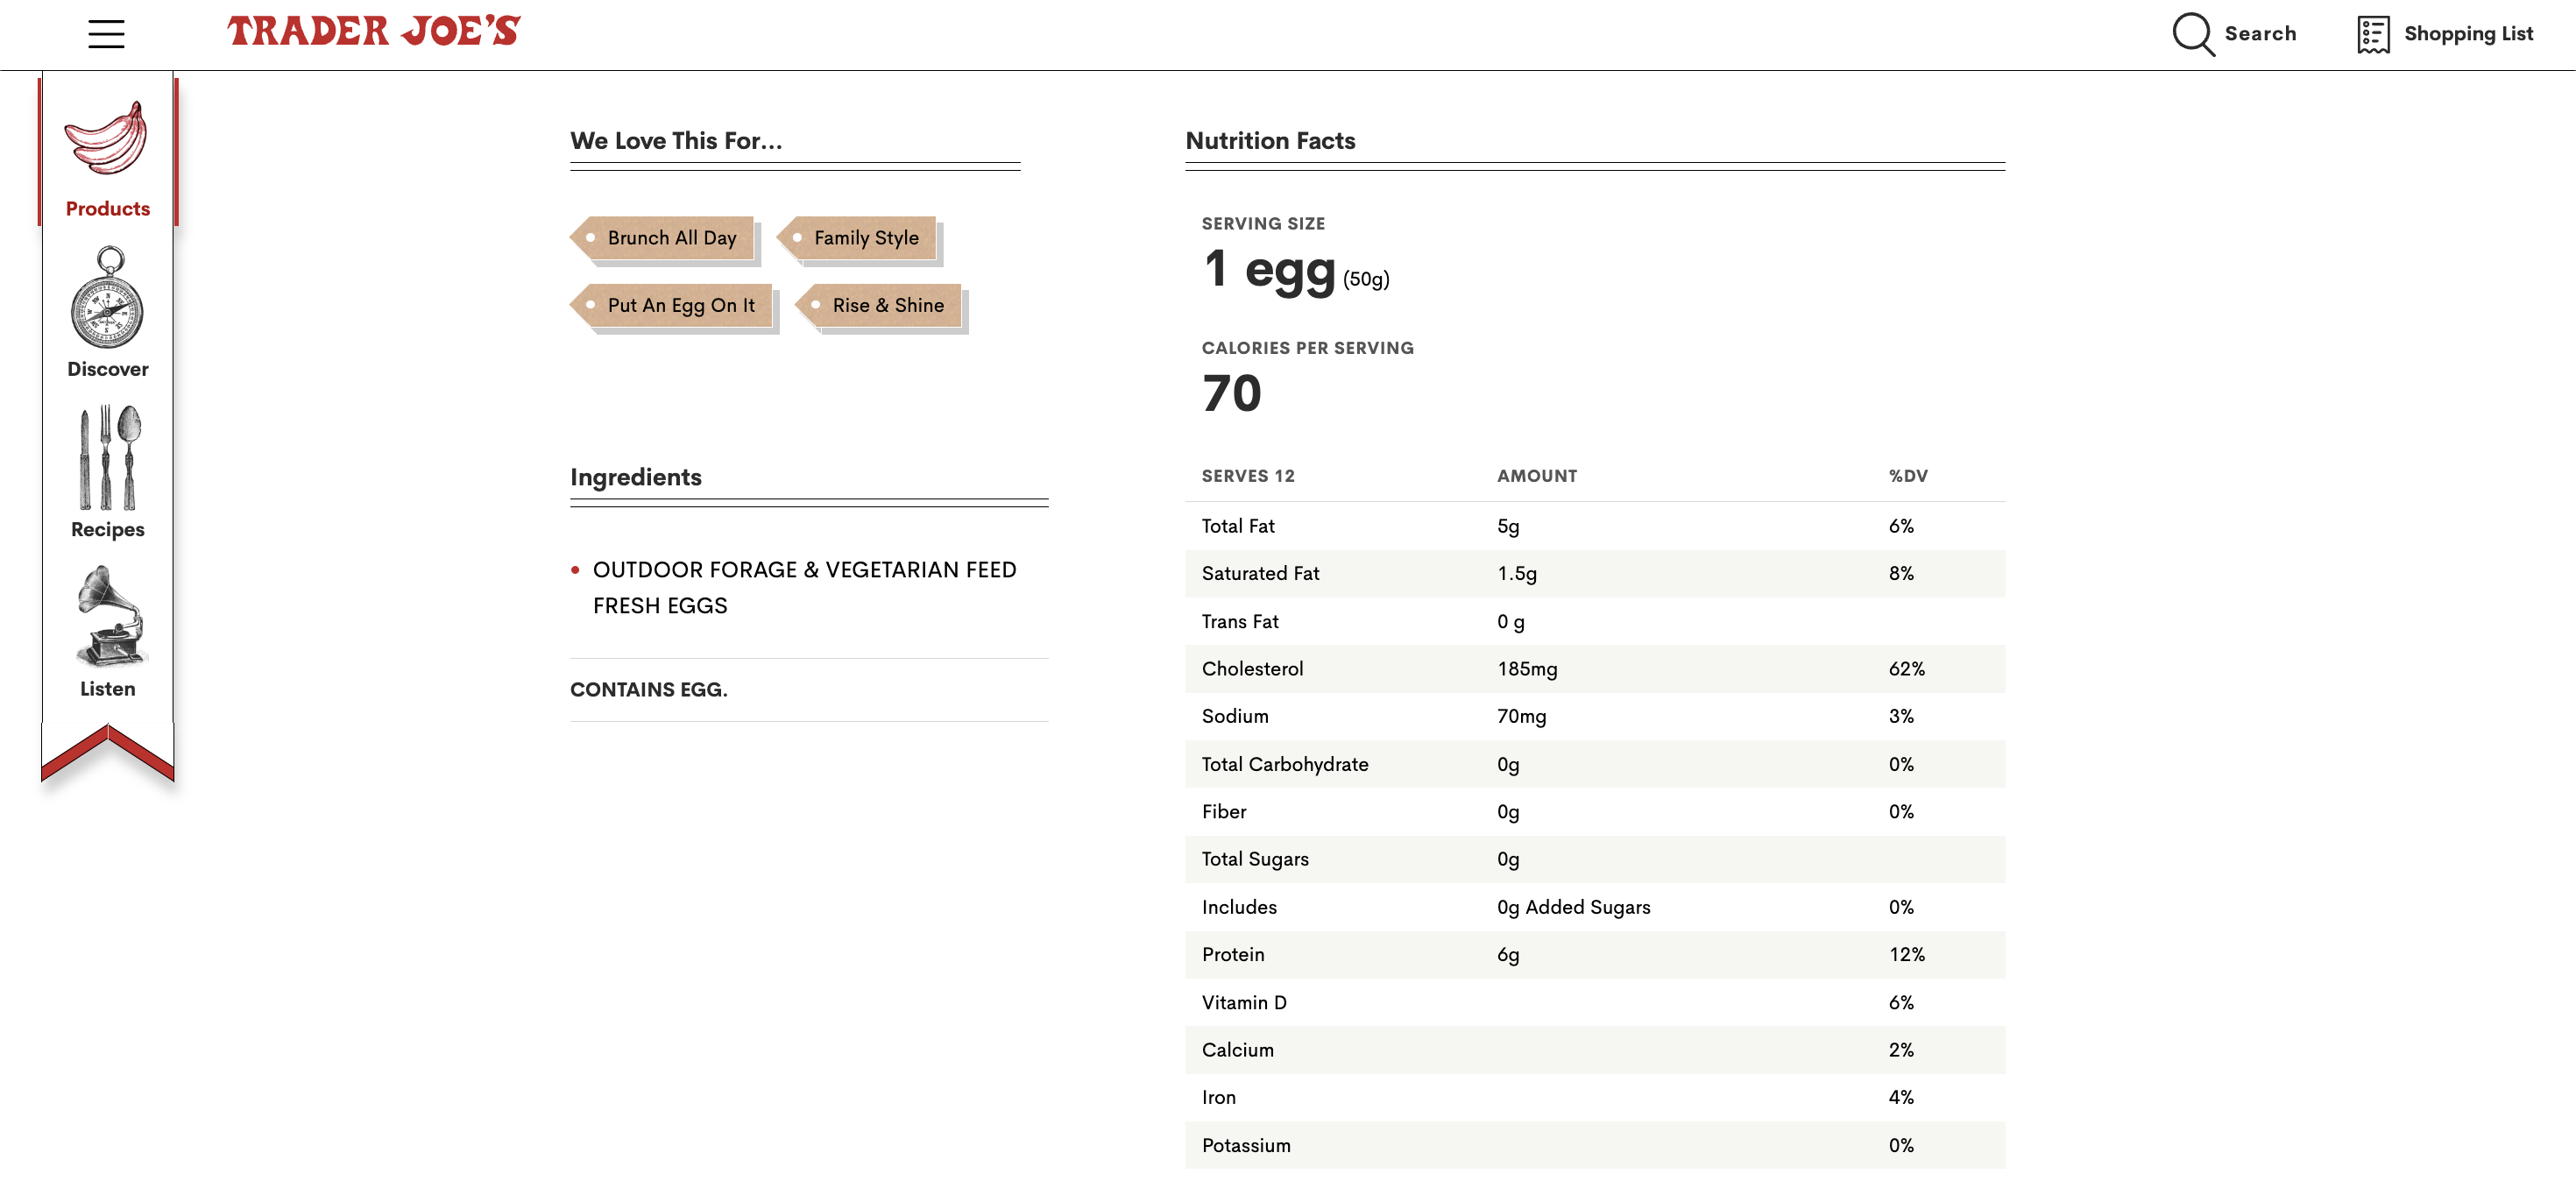 TRADER JOE'S
Search
Shopping List
Products
Discover
Recipes
Listen
We Love This For...
Brunch All Day
Family Style
Put An Egg On It
Rise & Shine
Ingredients
OUTDOOR FORAGE & VEGETARIAN FEED
FRESH EGGS
CONTAINS EGG.
Nutrition Facts
SERVING SIZE
1 egg (50g)
CALORIES PER SERVING
70
SERVES 12 AMOUNT %DV
Total Fat 5g 6%
Saturated Fat 1.5g 8%
Trans Fat 0 g
Cholesterol 185mg 62%
Sodium 70mg 3%
Total Carbohydrate 0g 0%
Fiber 0g 0%
Total Sugars 0g
Includes 0g Added Sugars 0%
Protein 6g 12%
Vitamin D 6%
Calcium 2%
Iron 4%
Potassium 0%